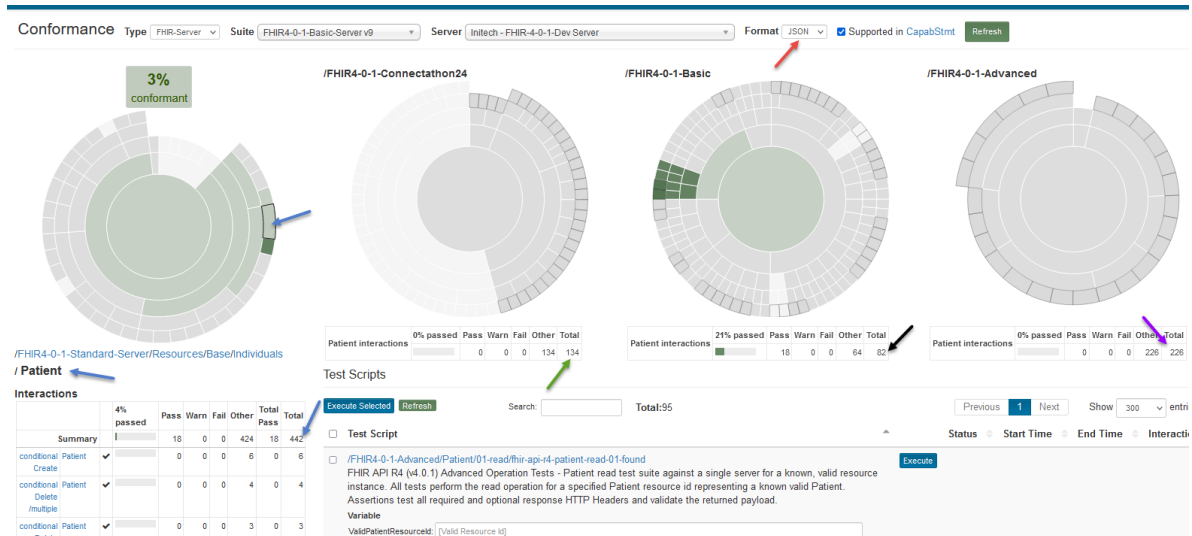 Conformance Type FHIR-Server Suite FHIR4-0-1-Basic-Server v9 Server Initech - FHIR-4-0-1-Dev Server Format JSON Supported in CapabStmt Refresh
3%
conformant
/FHIR4-0-1-Connectathon24
/FHIR4-0-1-Basic
/FHIR4-0-1-Advanced
/FHIR4-0-1-Standard-Server/Resources/Base/Individuals
/ Patient
Interactions
4% passed Pass Warn Fail Other Total Pass Total
Summary 18 0 0 424 18 442
conditional Create Patient 0 0 0 6 0 6
conditional Delete /multiple Patient 0 0 0 4 0 4
conditional Patient 0 0 0 3 0 3
0% passed Pass Warn Fail Other Total
Patient interactions 0 0 0 134 134
21% passed Pass Warn Fail Other Total
Patient interactions 18 0 0 64 82
0% passed Pass Warn Fail Other Total
Patient interactions 0 0 0 226 226
Test Scripts
Execute Selected Refresh Search: Total:95 Previous 1 Next Show 300 entri
Test Script Status Start Time End Time Interactio
/FHIR4-0-1-Advanced/Patient/01-read/fhir-api-r4-patient-read-01-found Execute
FHIR API R4 (v4.0.1) Advanced Operation Tests - Patient read test suite against a single server for a known, valid resource
instance. All tests perform the read operation for a specified Patient resource id representing a known valid Patient.
Assertions test all required and optional response HTTP Headers and validate the returned payload.
Variable
ValidPatientResourceId: [Valid Resource Id]